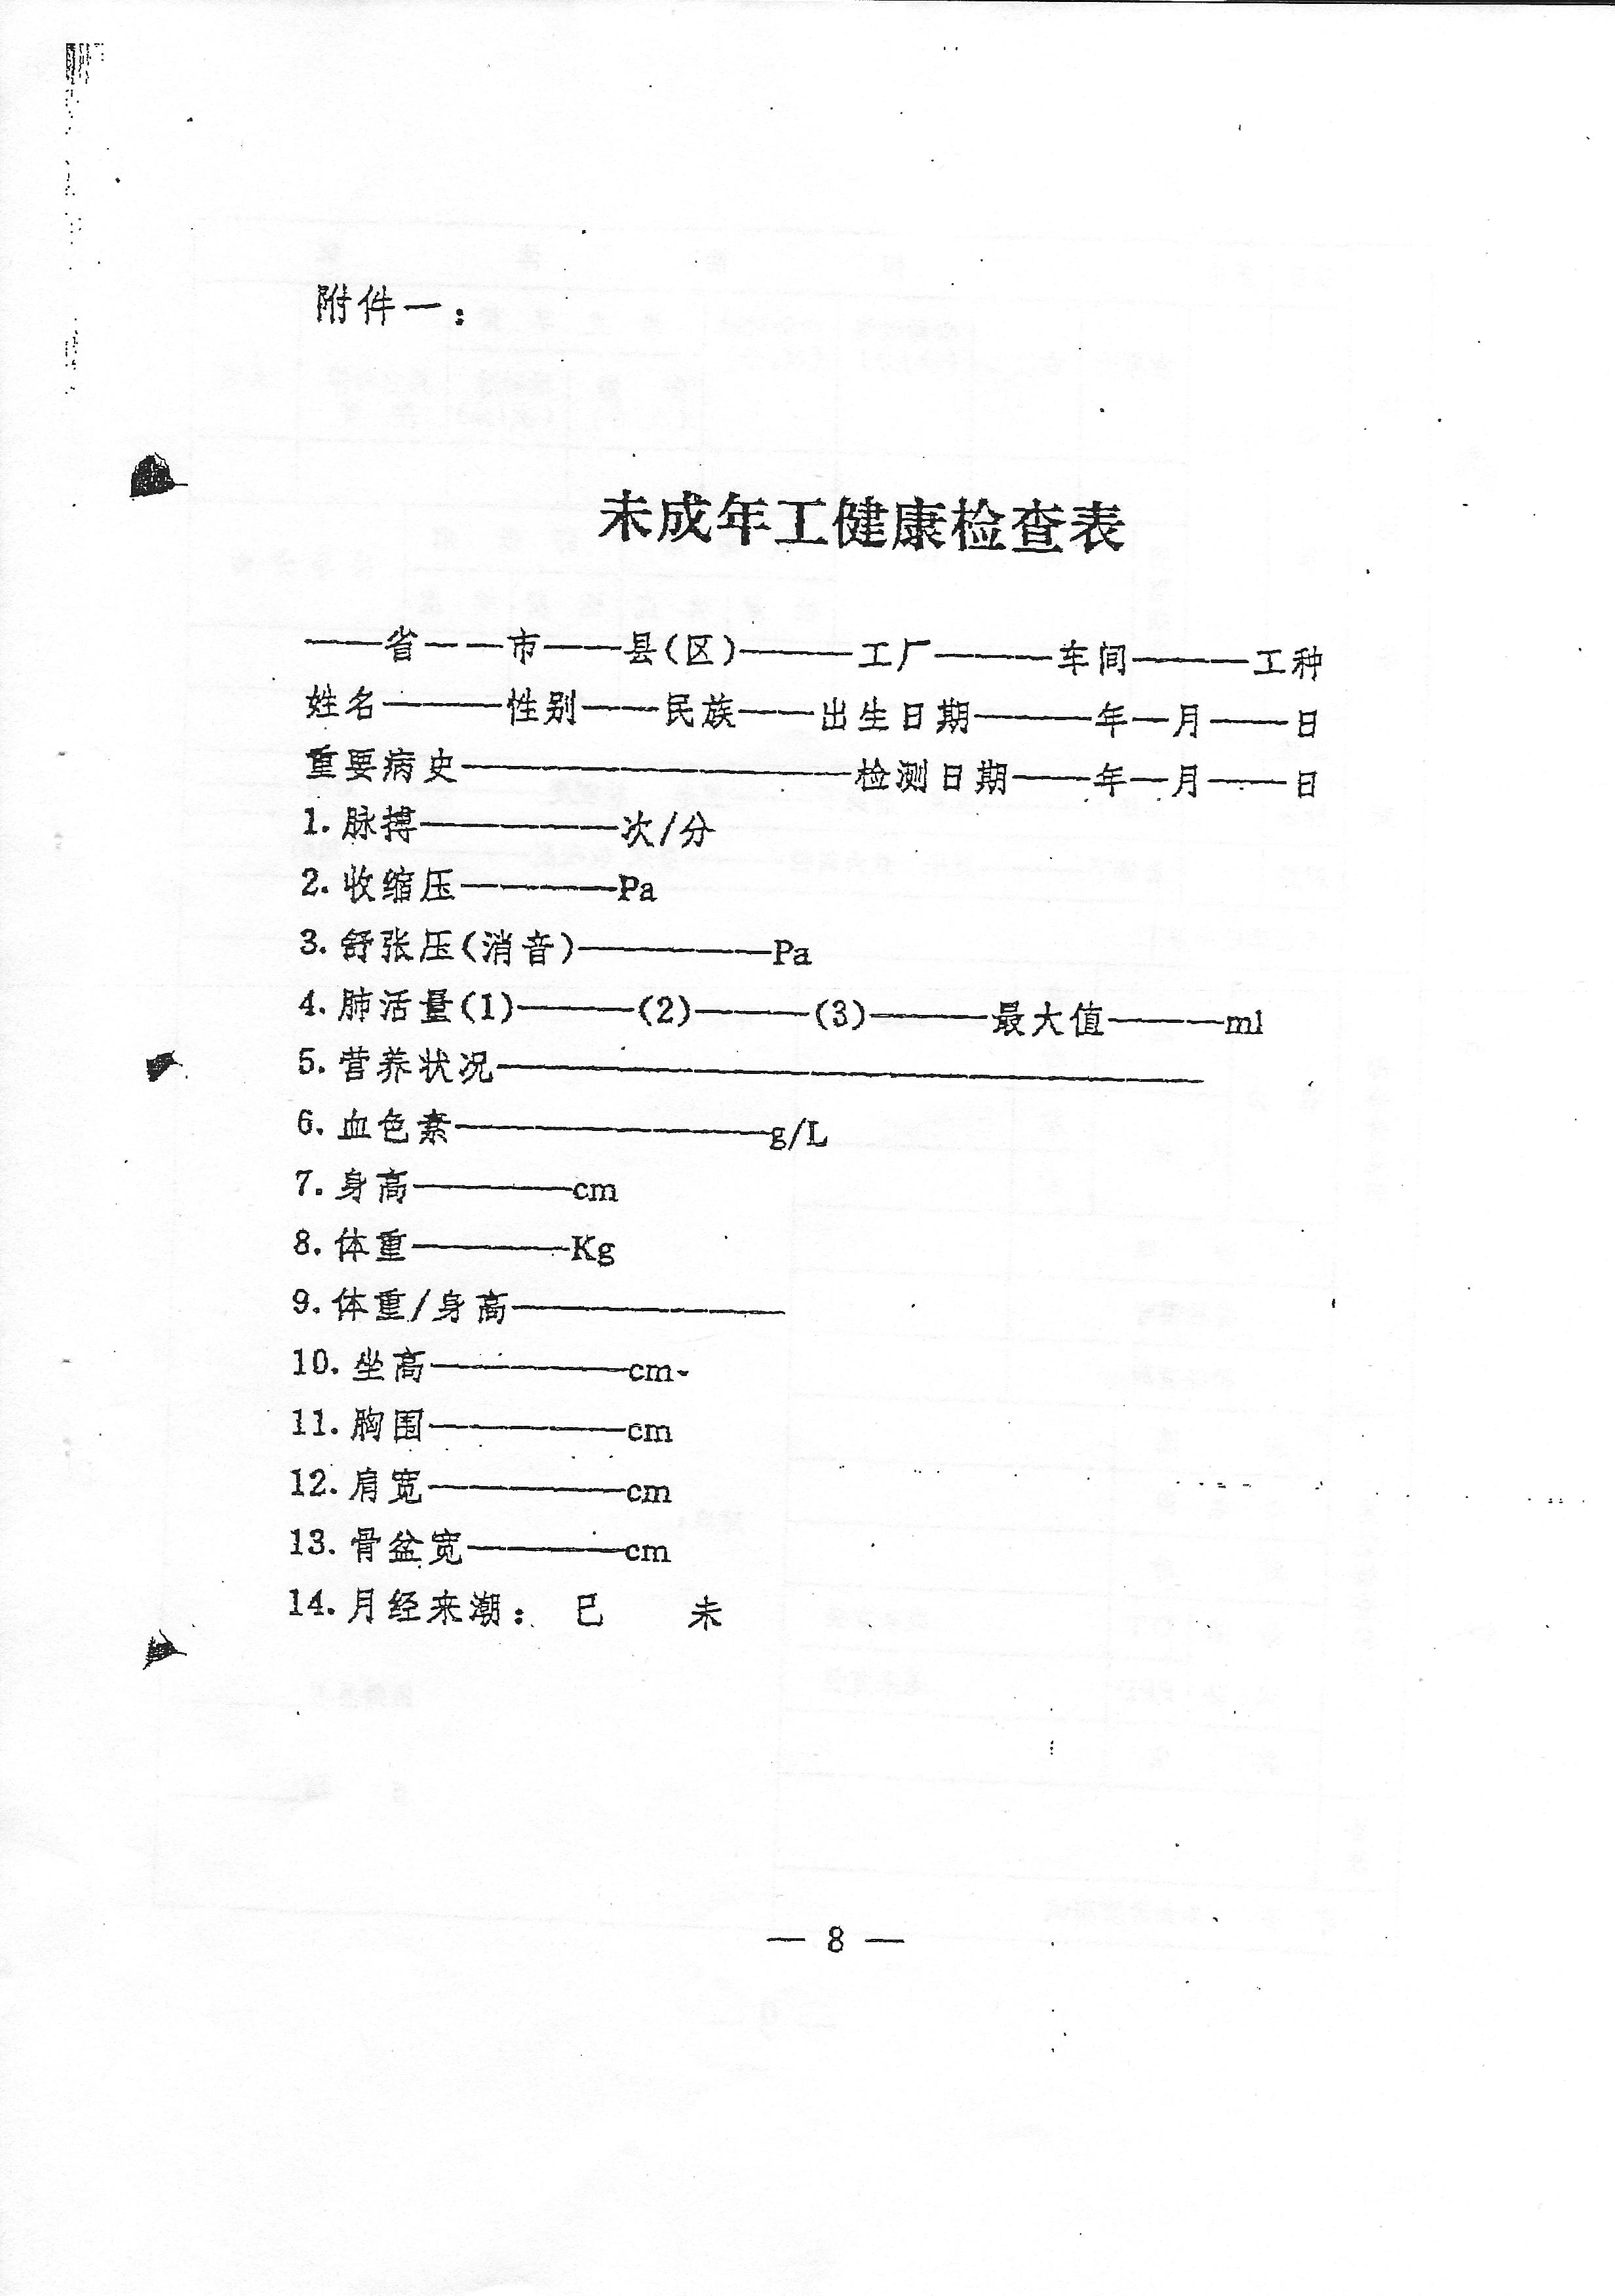 附件一：
未成年工健康检查表
——省———市——县(区)———工厂———车间———工种
姓名———性别——民族——出生日期———年—月——日
重要病史——————————检测日期——年—月——日
1.脉搏—————次/分
2.收缩压————Pa
3.舒张压(消音)—————Pa
4.肺活量(1)———(2)———(3)———最大值———ml
5.营养状况——————————————————
6.血色素————————g/L
7.身高————cm
8.体重————Kg
9.体重/身高———————
10.坐高—————cm
11.胸围—————cm
12.肩宽—————cm
13.骨盆宽————cm
14.月经来潮： 已 未
— 8 —